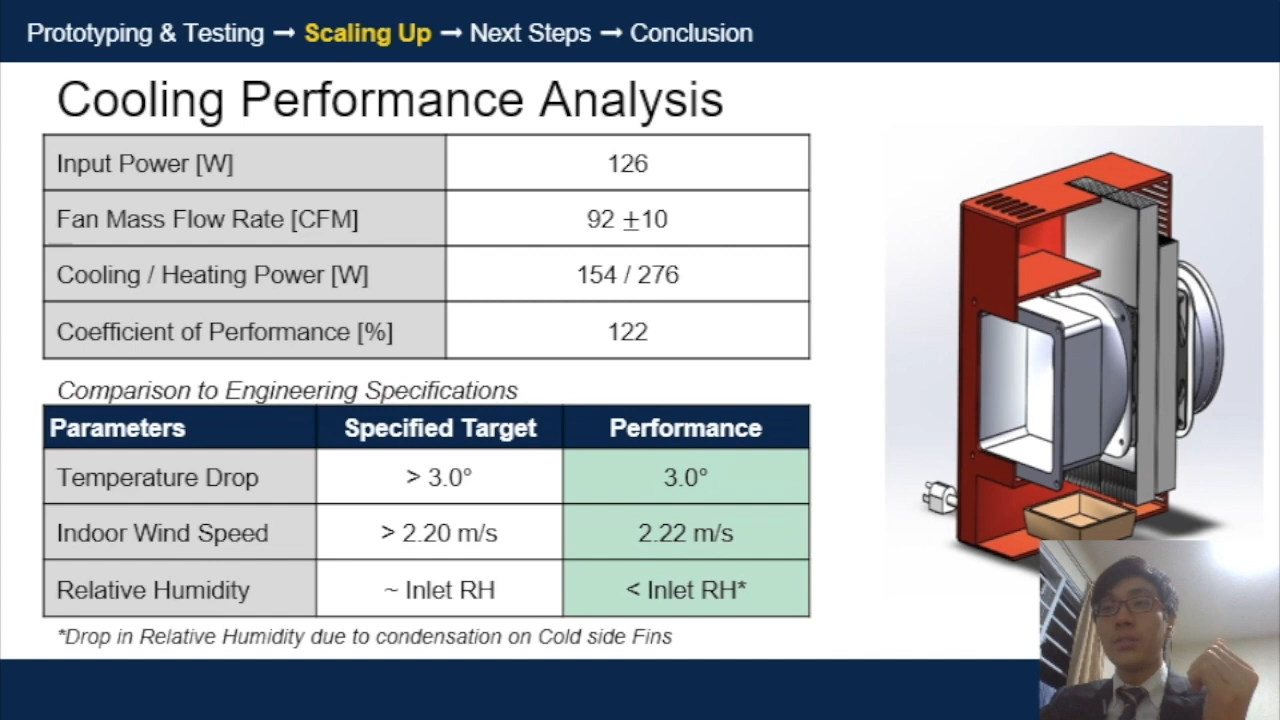 Prototyping & Testing → Scaling Up → Next Steps → Conclusion
Cooling Performance Analysis
Input Power [W] 126
Fan Mass Flow Rate [CFM] 92 ±10
Cooling / Heating Power [W] 154 / 276
Coefficient of Performance [%] 122
Comparison to Engineering Specifications
Parameters Specified Target Performance
Temperature Drop > 3.0° 3.0°
Indoor Wind Speed > 2.20 m/s 2.22 m/s
Relative Humidity ~ Inlet RH < Inlet RH*
*Drop in Relative Humidity due to condensation on Cold side Fins